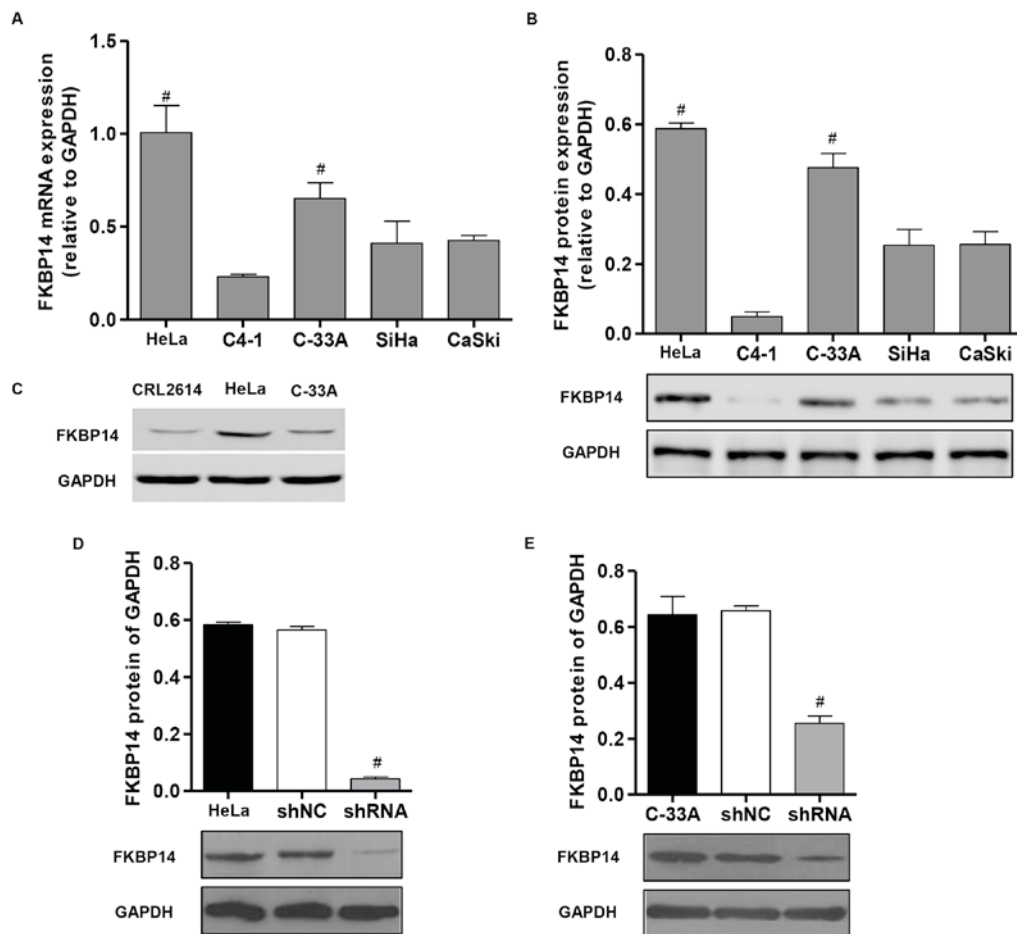 A
FKBP14 mRNA expression
(relative to GAPDH)
1.5
1.0
0.5
0.0
#
#
HeLa C4-1 C-33A SiHa CaSki
B
FKBP14 protein expression
(relative to GAPDH)
0.8
0.6
0.4
0.2
0.0
#
#
HeLa C4-1 C-33A SiHa CaSki
FKBP14
GAPDH
C
CRL2614 HeLa C-33A
FKBP14
GAPDH
D
FKBP14 protein of GAPDH
0.8
0.6
0.4
0.2
0.0
#
HeLa shNC shRNA
FKBP14
GAPDH
E
FKBP14 protein of GAPDH
0.8
0.6
0.4
0.2
0.0
#
C-33A shNC shRNA
FKBP14
GAPDH